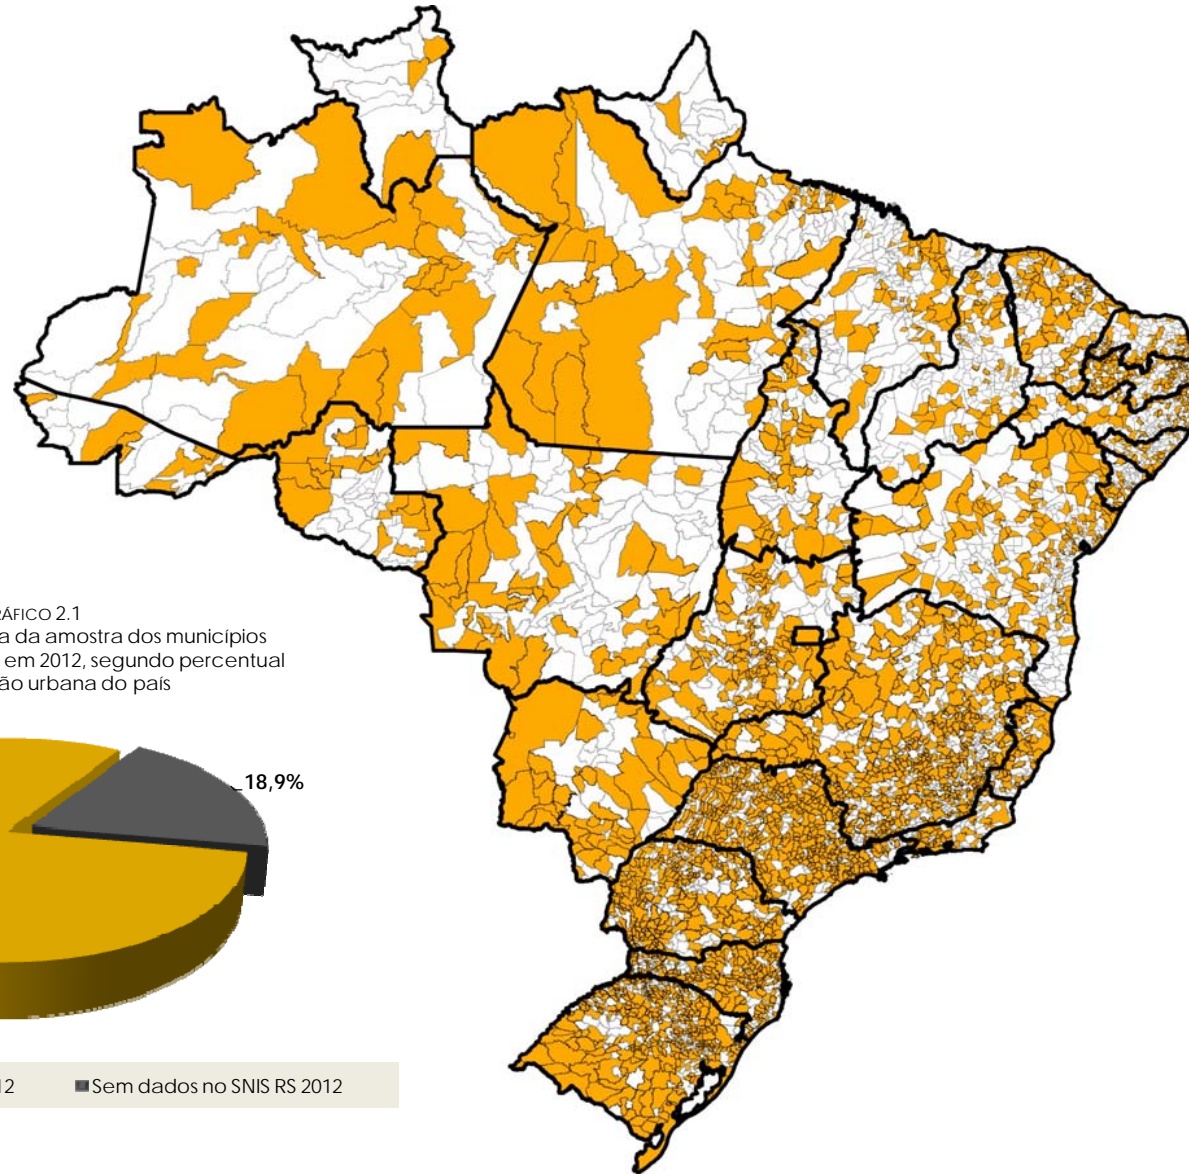 ÁFICO 2.1
a da amostra dos municípios
em 2012, segundo percentual
ão urbana do país
18,9%
12
Sem dados no SNIS RS 2012